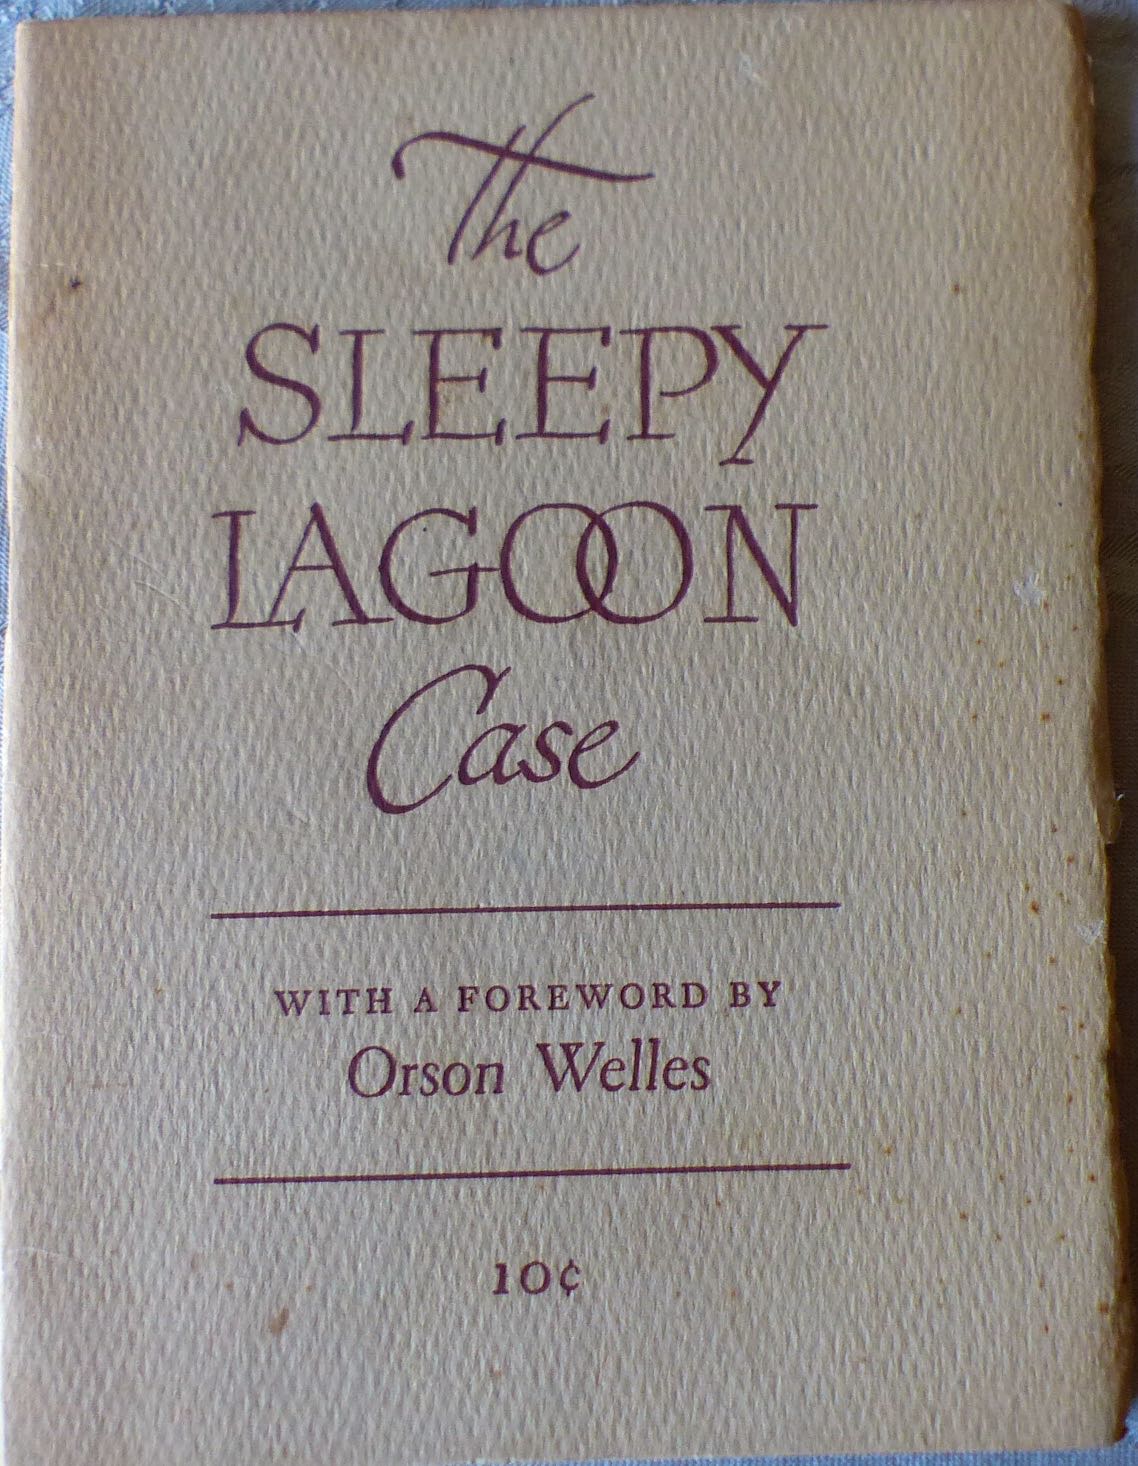 The
SLEEPY
LAGOON
Case
WITH A FOREWORD BY
Orson Welles
10¢